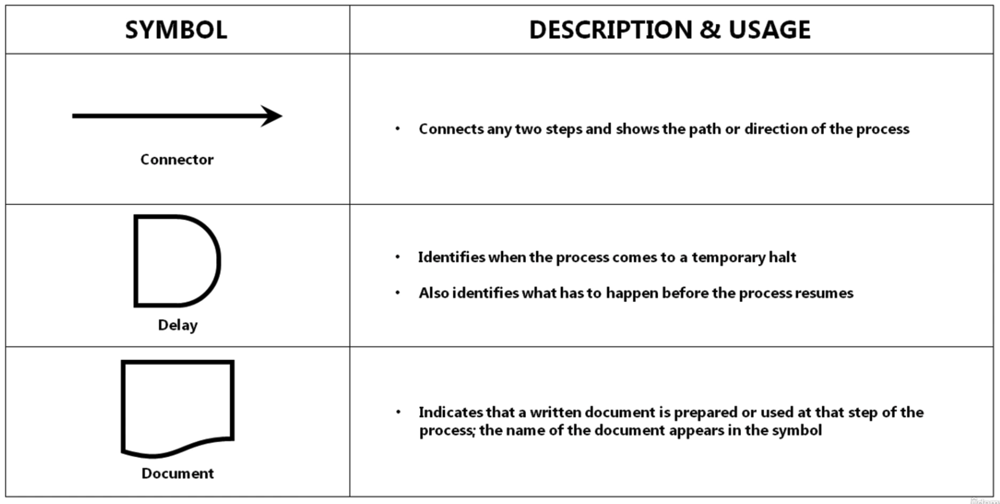 SYMBOL
DESCRIPTION & USAGE
Connector
• Connects any two steps and shows the path or direction of the process
Delay
• Identifies when the process comes to a temporary halt
• Also identifies what has to happen before the process resumes
Document
• Indicates that a written document is prepared or used at that step of the
process; the name of the document appears in the symbol